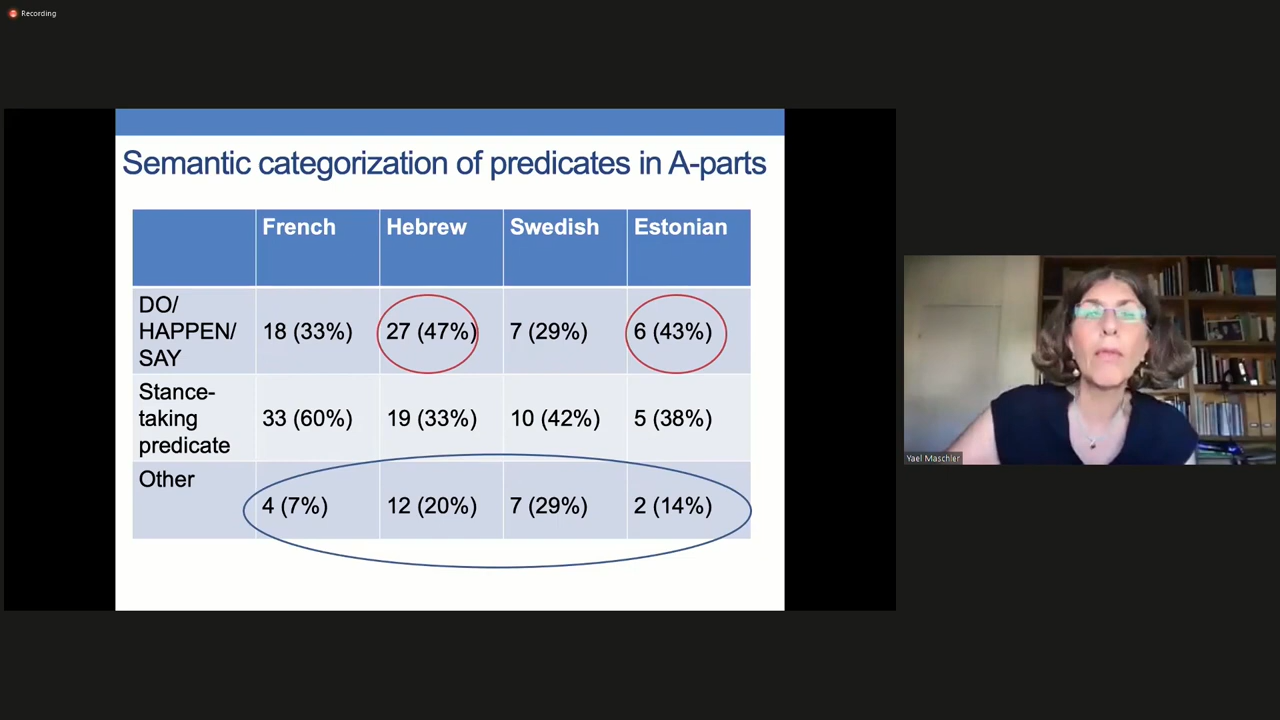 Recording
Semantic categorization of predicates in A-parts
French Hebrew Swedish Estonian
DO/
HAPPEN/
SAY
18 (33%) 27 (47%) 7 (29%) 6 (43%)
Stance-
taking
predicate
33 (60%) 19 (33%) 10 (42%) 5 (38%)
Other
4 (7%) 12 (20%) 7 (29%) 2 (14%)
Yael Maschler